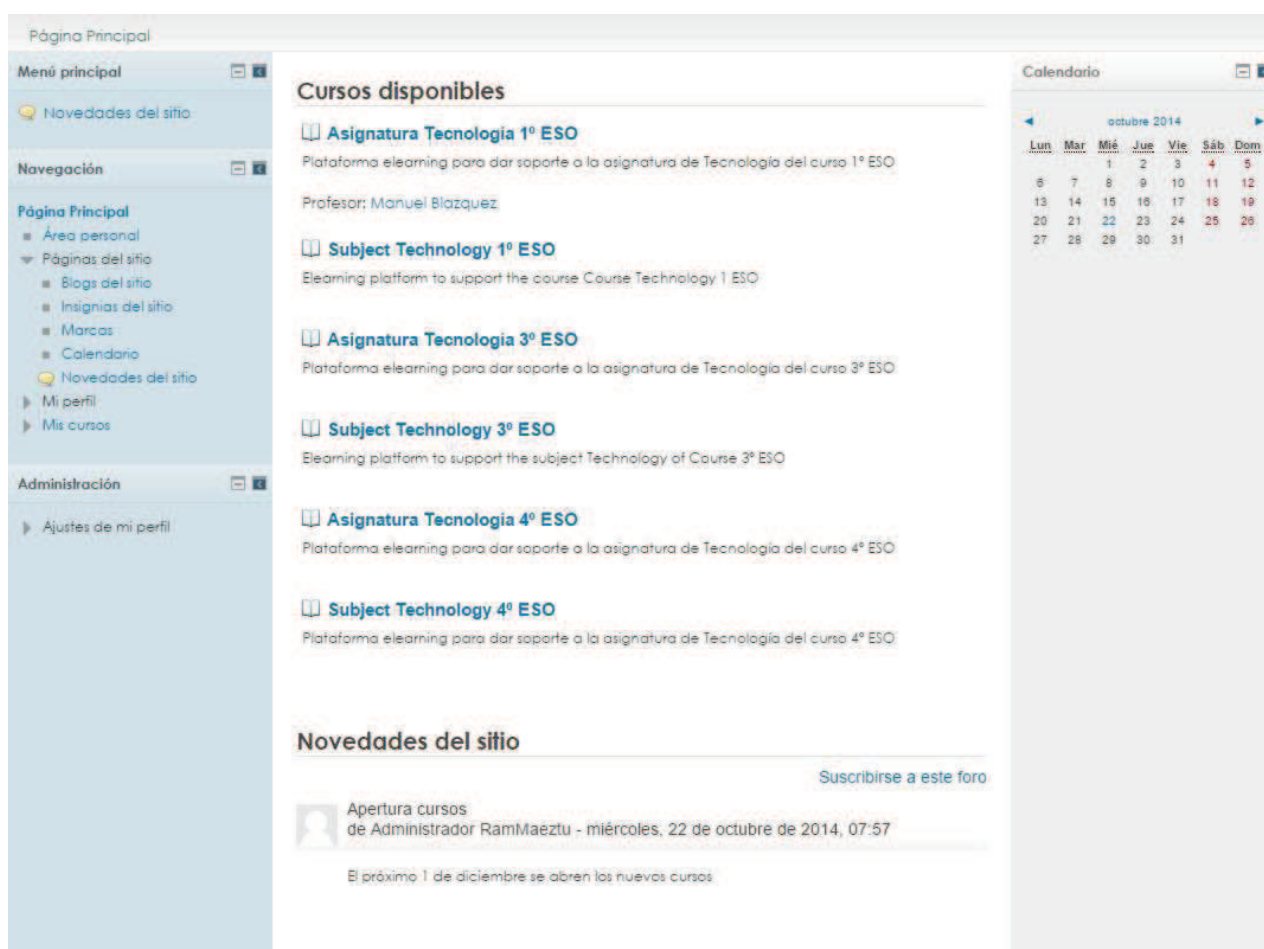 Página Principal
Menú principal
Novedades del sitio
Navegación
Página Principal
Área personal
Páginas del sitio
Blogs del sitio
Insignias del sitio
Marcas
Calendario
Novedades del sitio
Mi perfil
Mis cursos
Administración
Ajustes de mi perfil
Cursos disponibles
Asignatura Tecnología 1º ESO
Plataforma elearning para dar soporte a la asignatura de Tecnología del curso 1º ESO
Profesor: Manuel Blazquez
Subject Technology 1º ESO
Elearning platform to support the course Course Technology 1 ESO
Asignatura Tecnología 3º ESO
Plataforma elearning para dar soporte a la asignatura de Tecnología del curso 3º ESO
Subject Technology 3º ESO
Elearning platform to support the subject Technology of Course 3º ESO
Asignatura Tecnología 4º ESO
Plataforma elearning para dar soporte a la asignatura de Tecnología del curso 4º ESO
Subject Technology 4º ESO
Plataforma elearning para dar soporte a la asignatura de Tecnología del curso 4º ESO
Novedades del sitio
Suscribirse a este foro
Apertura cursos
de Administrador RamMaeztu - miércoles, 22 de octubre de 2014, 07:57
El próximo 1 de diciembre se abren los nuevos cursos
Calendario
octubre 2014
Lun Mar Mié Jue Vie Sáb Dom
1 2 3 4 5
6 7 8 9 10 11 12
13 14 15 16 17 18 19
20 21 22 23 24 25 26
27 28 29 30 31